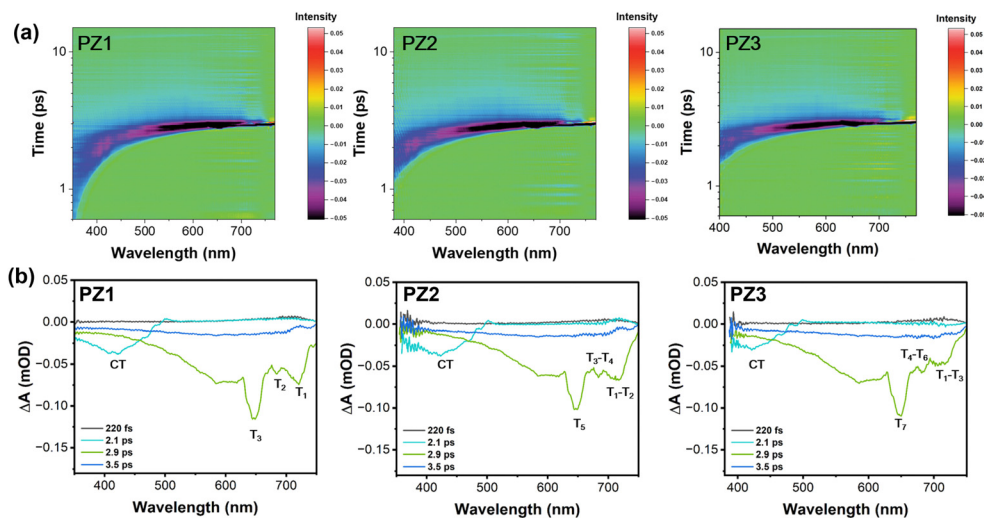 (a)
PZ1
Intensity
0.05
0.04
0.03
0.02
0.01
0.00
−0.01
−0.02
−0.03
−0.04
−0.05
Time (ps)
10
1
400 500 600 700
Wavelength (nm)
PZ2
Intensity
0.05
0.04
0.03
0.02
0.01
0.00
−0.01
−0.02
−0.03
−0.04
−0.05
Time (ps)
10
1
400 500 600 700
Wavelength (nm)
PZ3
Intensity
0.05
0.04
0.03
0.02
0.01
0.00
−0.01
−0.02
−0.03
−0.04
−0.05
Time (ps)
10
1
400 500 600 700
Wavelength (nm)
(b)
PZ1
ΔA (mOD)
0.05
0.00
−0.05
−0.10
−0.15
CT
T₂
T₁
T₃
220 fs
2.1 ps
2.9 ps
3.5 ps
400 500 600 700
Wavelength (nm)
PZ2
ΔA (mOD)
0.05
0.00
−0.05
−0.10
−0.15
CT
T₃-T₄
T₁-T₂
T₅
220 fs
2.1 ps
2.9 ps
3.5 ps
400 500 600 700
Wavelength (nm)
PZ3
ΔA (mOD)
0.05
0.00
−0.05
−0.10
−0.15
CT
T₄-T₆
T₁-T₃
T₇
220 fs
2.1 ps
2.9 ps
3.5 ps
400 500 600 700
Wavelength (nm)